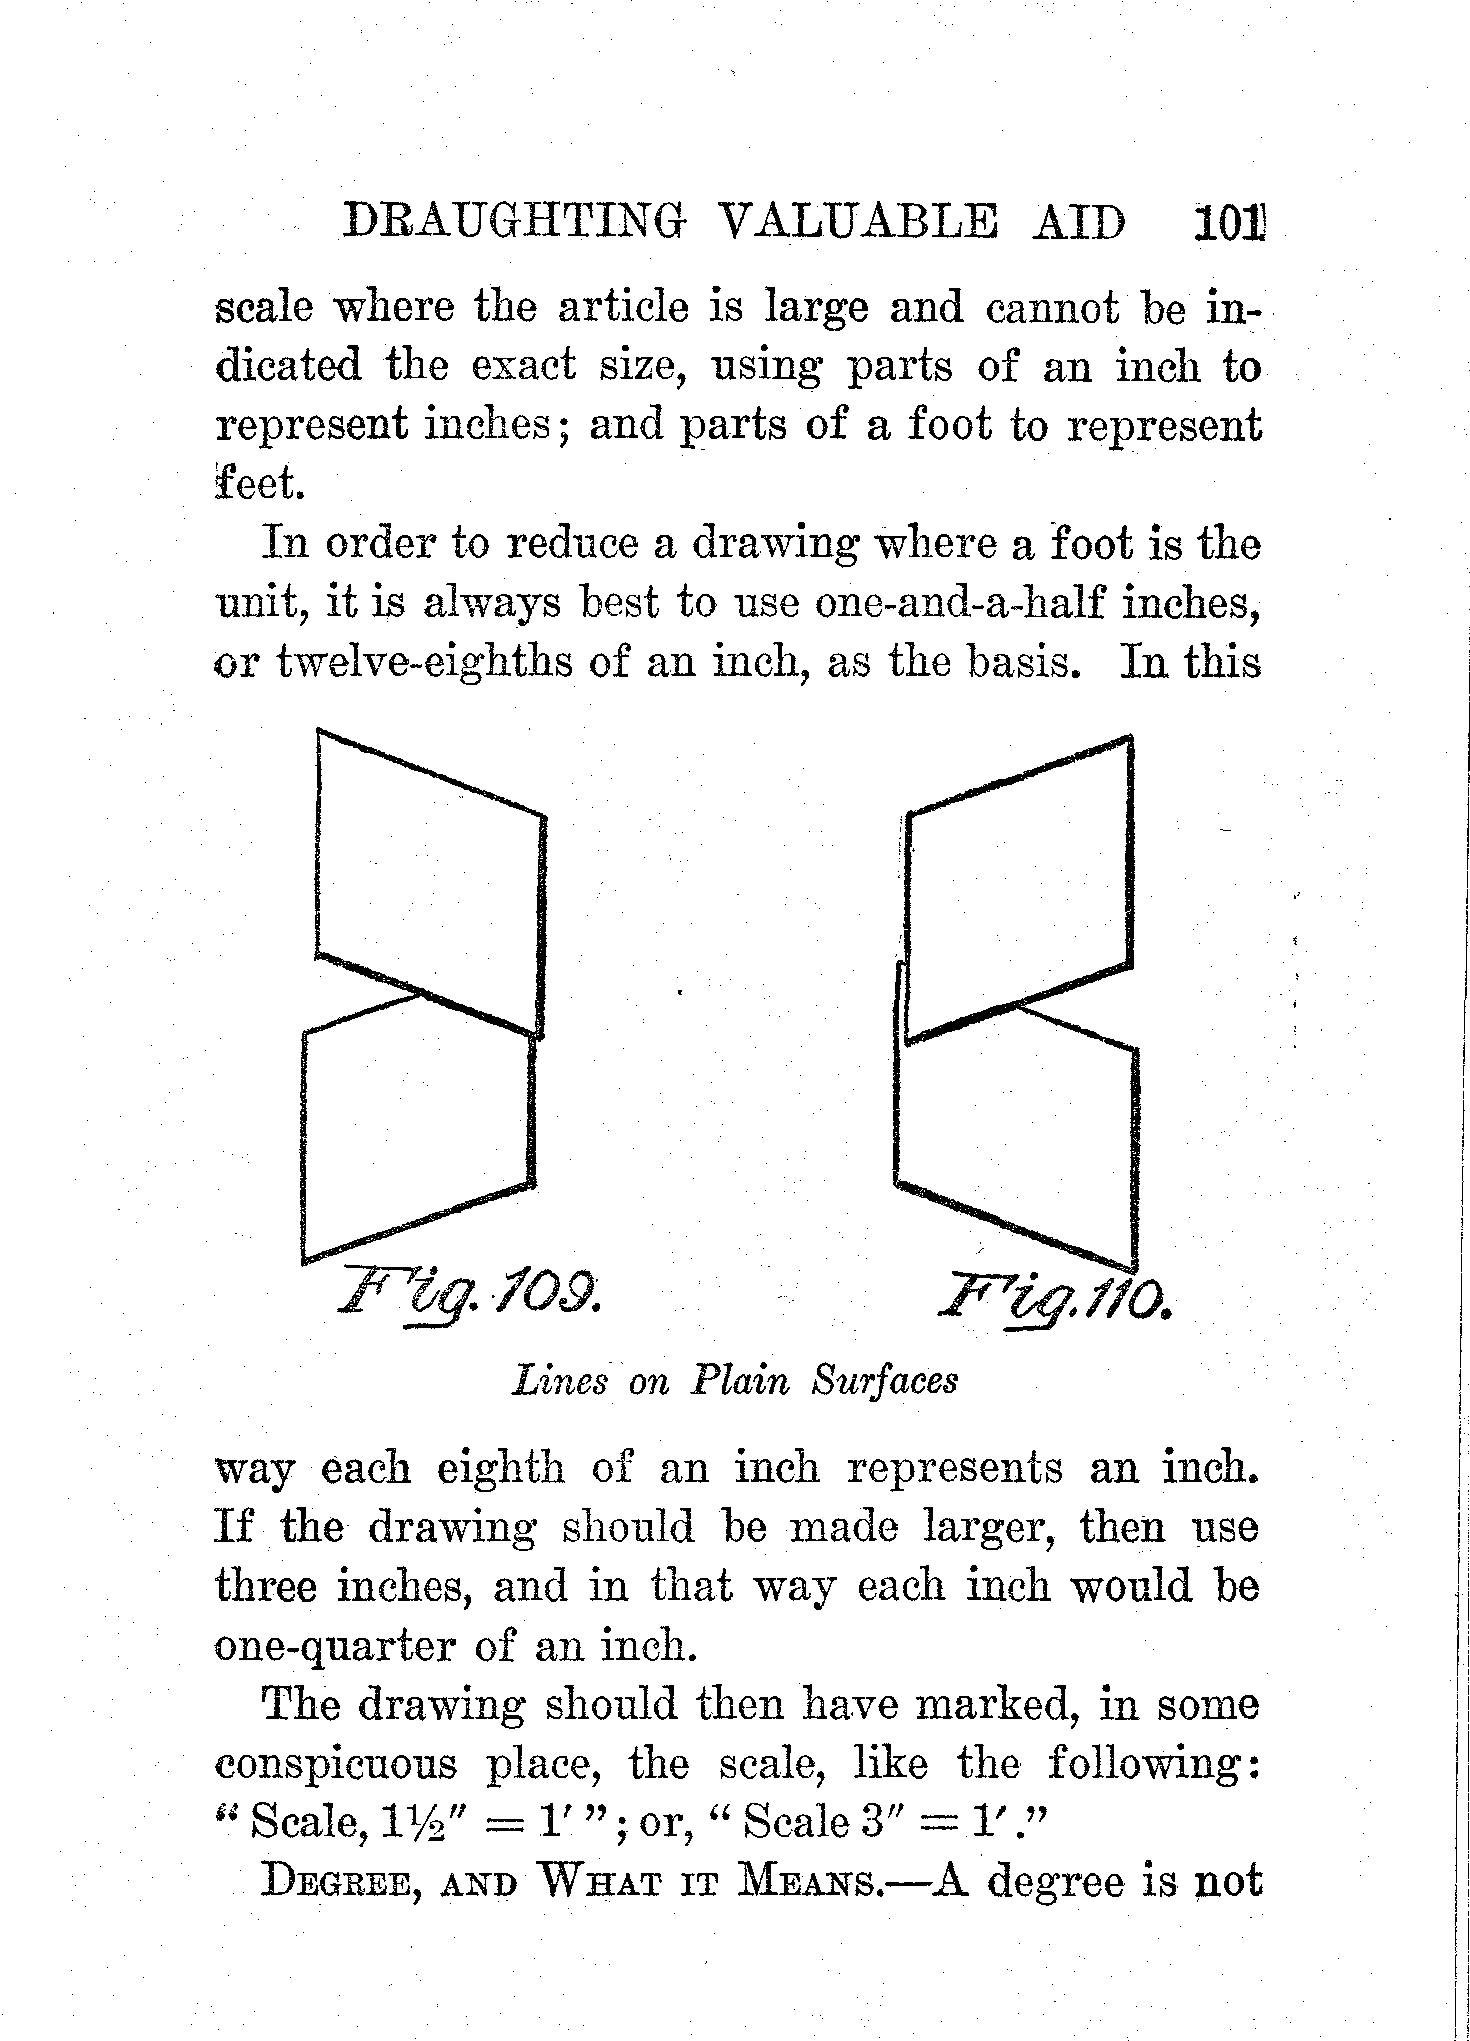 DRAUGHTING VALUABLE AID 101
scale where the article is large and cannot be in-
dicated the exact size, using parts of an inch to
represent inches; and parts of a foot to represent
feet.
In order to reduce a drawing where a foot is the
unit, it is always best to use one-and-a-half inches,
or twelve-eighths of an inch, as the basis. In this
Fig. 109.
Fig. 110.
Lines on Plain Surfaces
way each eighth of an inch represents an inch.
If the drawing should be made larger, then use
three inches, and in that way each inch would be
one-quarter of an inch.
The drawing should then have marked, in some
conspicuous place, the scale, like the following:
“ Scale, 1½″ = 1′ ”; or, “ Scale 3″ = 1′.”
DEGREE, AND WHAT IT MEANS.—A degree is not